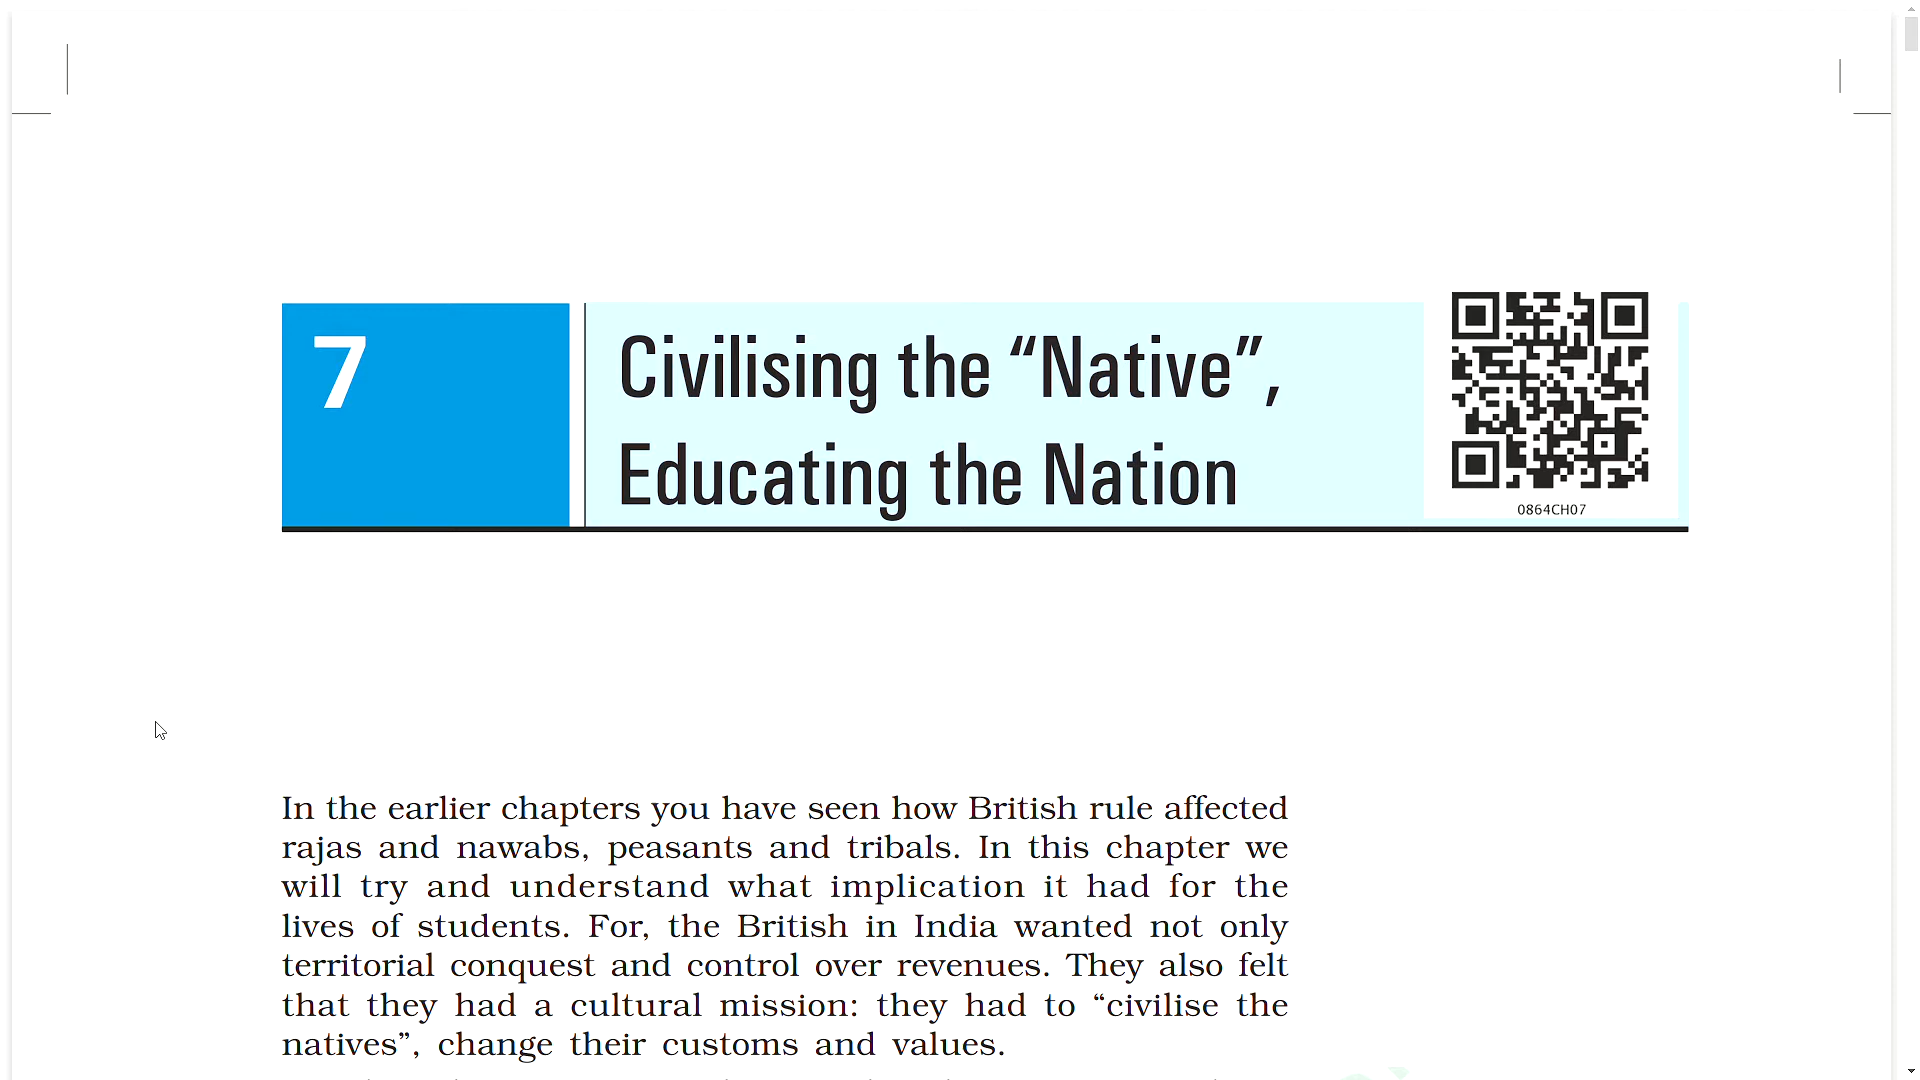 7
Civilising the “Native”,
Educating the Nation
0864CH07
In the earlier chapters you have seen how British rule affected
rajas and nawabs, peasants and tribals. In this chapter we
will try and understand what implication it had for the
lives of students. For, the British in India wanted not only
territorial conquest and control over revenues. They also felt
that they had a cultural mission: they had to “civilise the
natives”, change their customs and values.